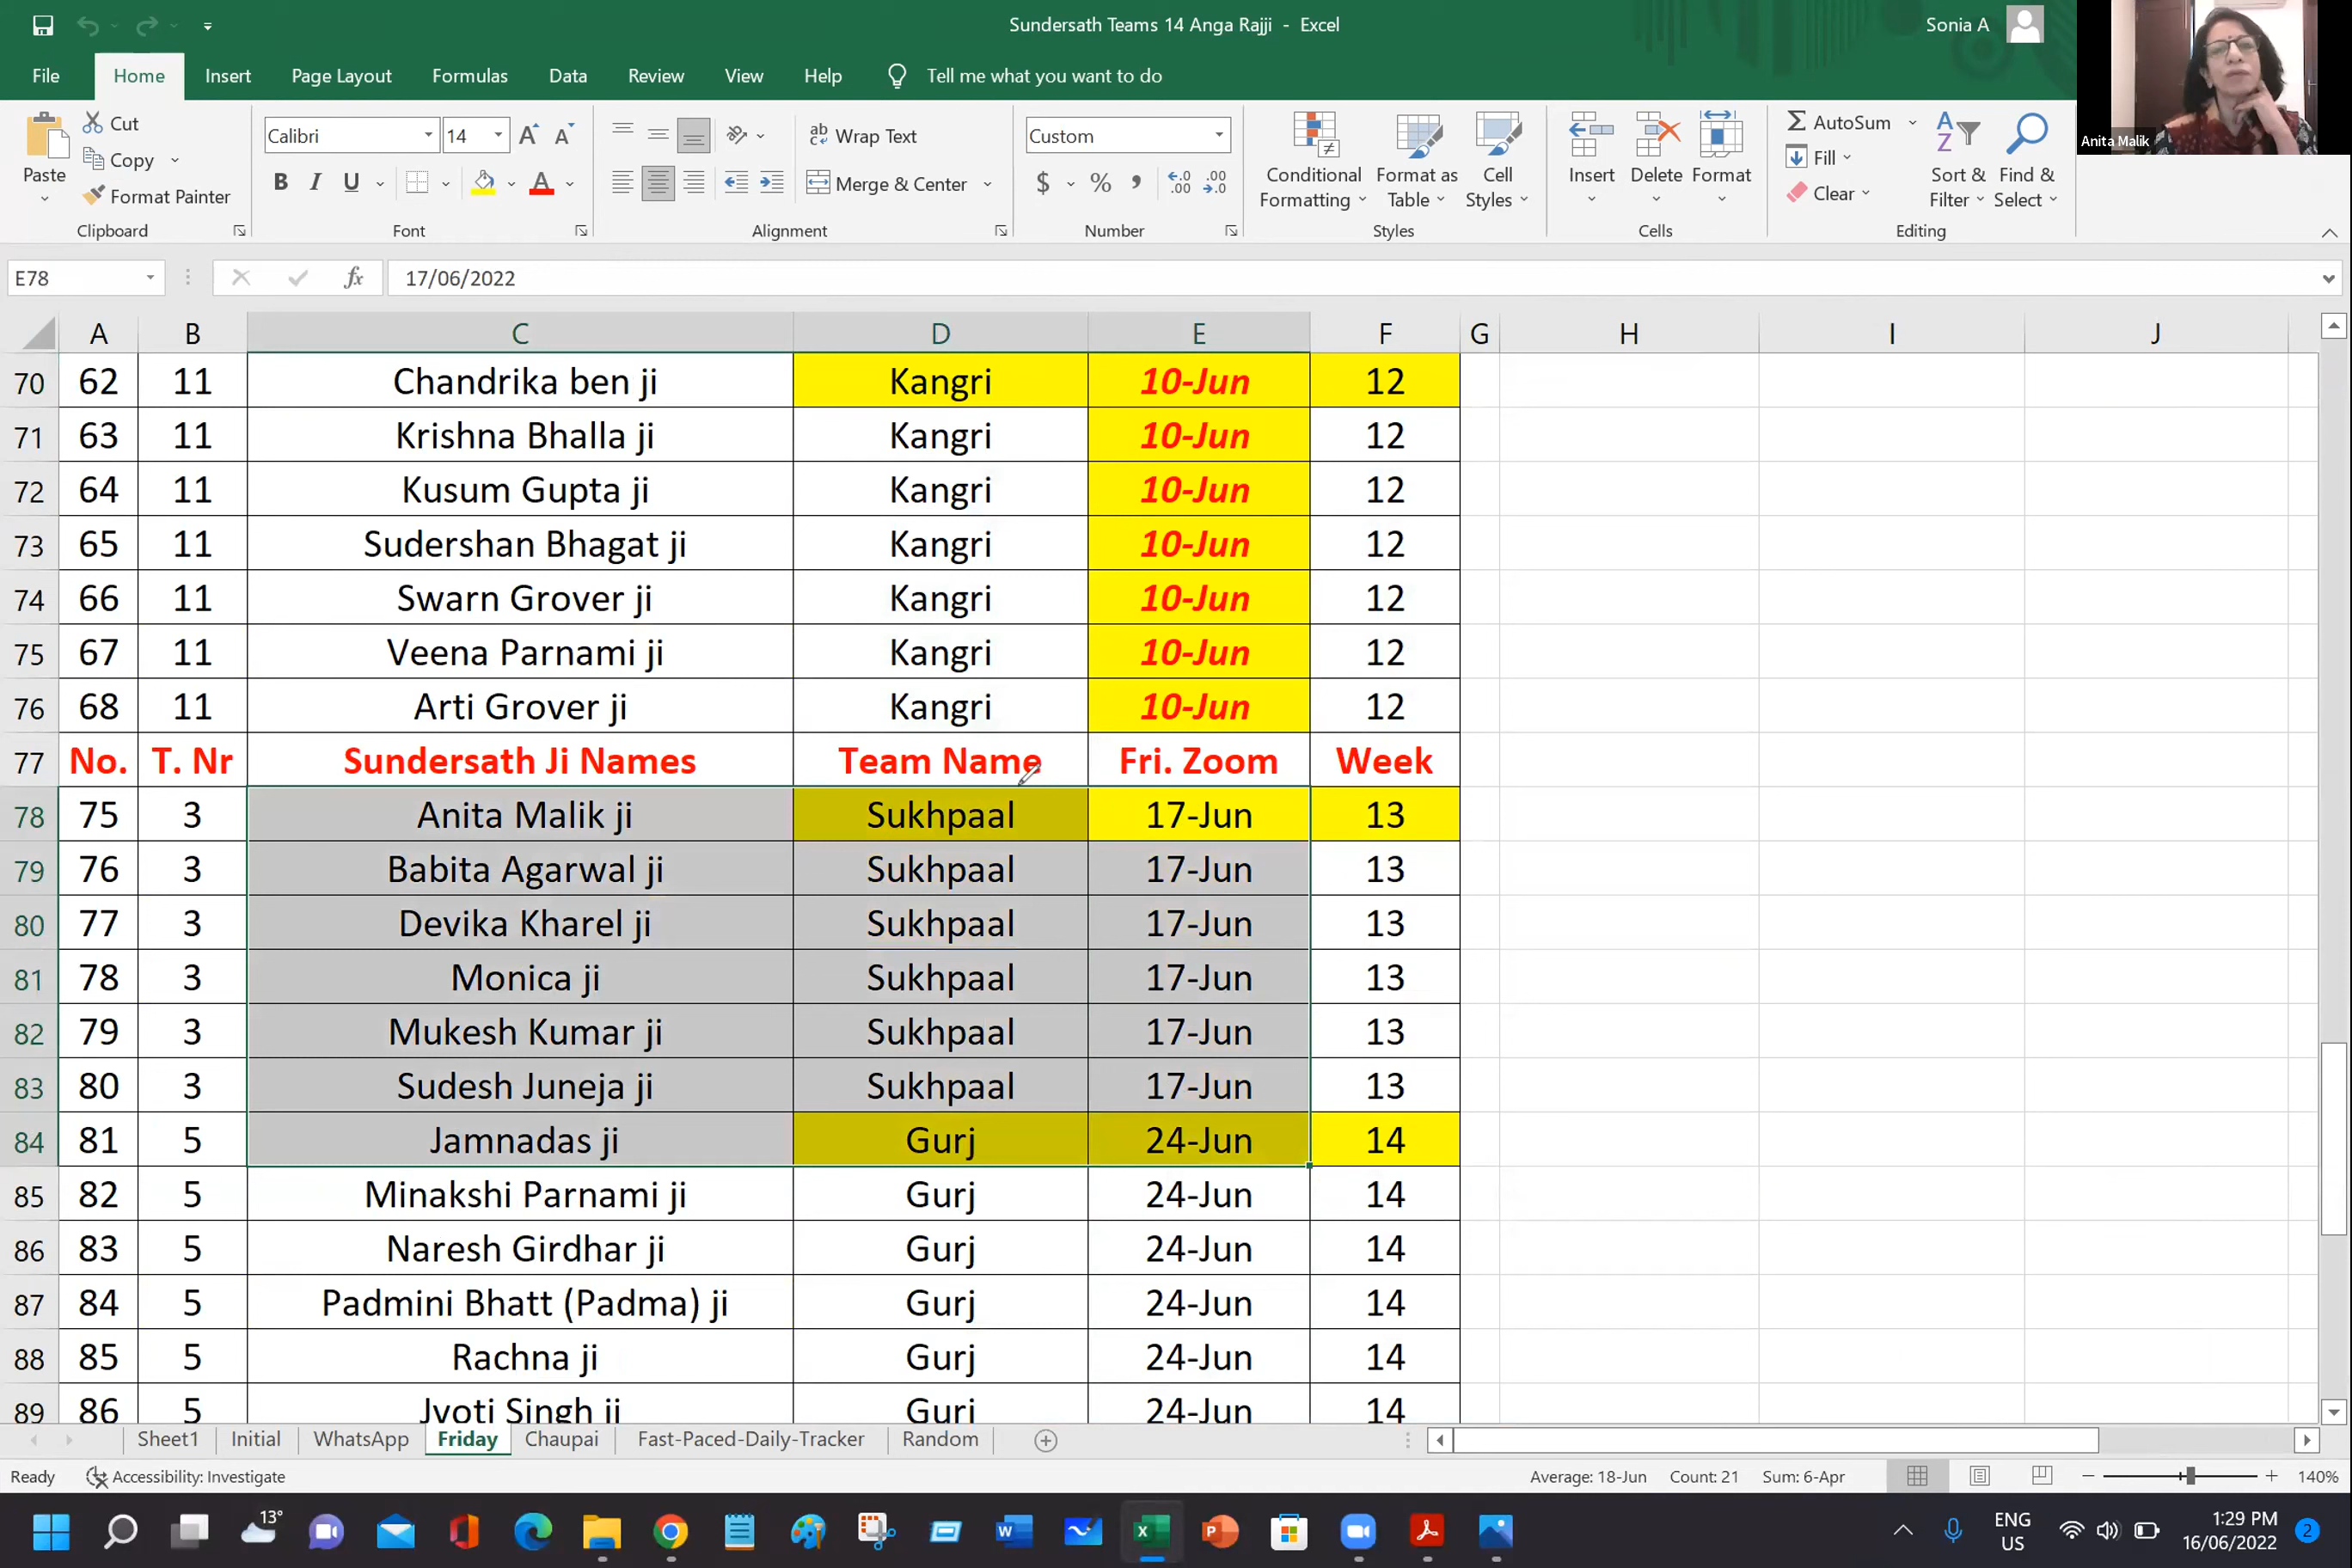 Sundersath Teams 14 Anga Rajji - Excel
Sonia A
File Home Insert Page Layout Formulas Data Review View Help Tell me what you want to do
Paste
Cut
Copy
Format Painter
Clipboard
Calibri 14
B I U
Font
Wrap Text
Merge & Center
Alignment
Custom
$ % ,
Number
Conditional Formatting
Format as Table
Cell Styles
Styles
Insert Delete Format
Cells
AutoSum
Fill
Clear
Sort & Filter
Find & Select
Editing
Anita Malik
E78 fx 17/06/2022
A B C D E F G H I J
70 62 11 Chandrika ben ji Kangri 10-Jun 12
71 63 11 Krishna Bhalla ji Kangri 10-Jun 12
72 64 11 Kusum Gupta ji Kangri 10-Jun 12
73 65 11 Sudershan Bhagat ji Kangri 10-Jun 12
74 66 11 Swarn Grover ji Kangri 10-Jun 12
75 67 11 Veena Parnami ji Kangri 10-Jun 12
76 68 11 Arti Grover ji Kangri 10-Jun 12
77 No. T. Nr Sundersath Ji Names Team Name Fri. Zoom Week
78 75 3 Anita Malik ji Sukhpaal 17-Jun 13
79 76 3 Babita Agarwal ji Sukhpaal 17-Jun 13
80 77 3 Devika Kharel ji Sukhpaal 17-Jun 13
81 78 3 Monica ji Sukhpaal 17-Jun 13
82 79 3 Mukesh Kumar ji Sukhpaal 17-Jun 13
83 80 3 Sudesh Juneja ji Sukhpaal 17-Jun 13
84 81 5 Jamnadas ji Gurj 24-Jun 14
85 82 5 Minakshi Parnami ji Gurj 24-Jun 14
86 83 5 Naresh Girdhar ji Gurj 24-Jun 14
87 84 5 Padmini Bhatt (Padma) ji Gurj 24-Jun 14
88 85 5 Rachna ji Gurj 24-Jun 14
89 86 5 Jyoti Singh ji Gurj 24-Jun 14
Sheet1 Initial WhatsApp Friday Chaupai Fast-Paced-Daily-Tracker Random
Ready Accessibility: Investigate Average: 18-Jun Count: 21 Sum: 6-Apr 140%
13°
ENG US
1:29 PM
16/06/2022
2